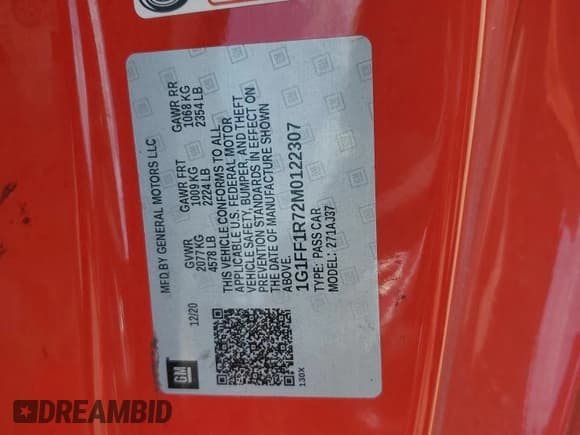 GM
12/20
MFD BY GENERAL MOTORS LLC
GVWR GAWR FRT GAWR RR
2077 KG 1009 KG 1068 KG
4578 LB 2224 LB 2354 LB
THIS VEHICLE CONFORMS TO ALL
APPLICABLE U.S. FEDERAL MOTOR
VEHICLE SAFETY, BUMPER, AND THEFT
PREVENTION STANDARDS IN EFFECT ON
THE DATE OF MANUFACTURE SHOWN
ABOVE.
1G1FF1R72M0122307
TYPE: PASS CAR
MODEL: 271AJ37
130X
DREAMBID